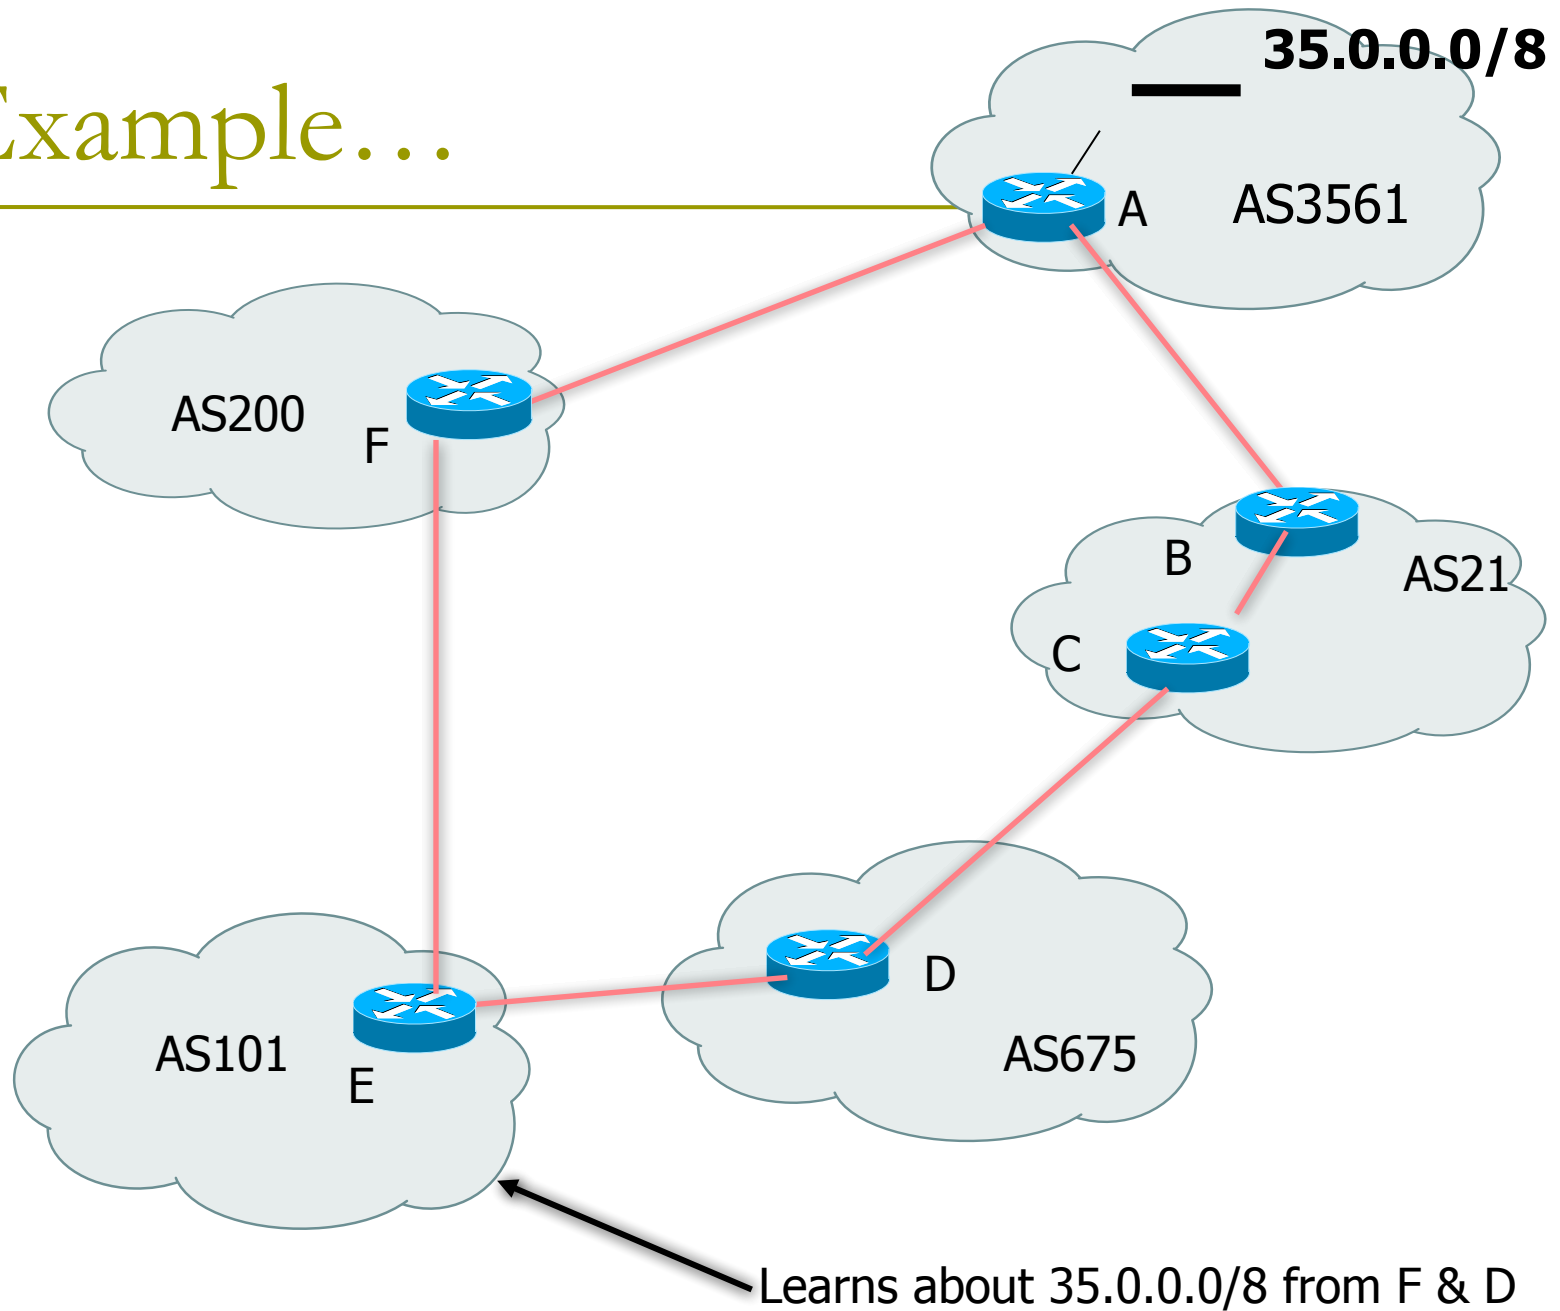 35.0.0.0/8
Example…
A
AS3561
AS200
F
B
AS21
C
D
AS101
E
AS675
Learns about 35.0.0.0/8 from F & D